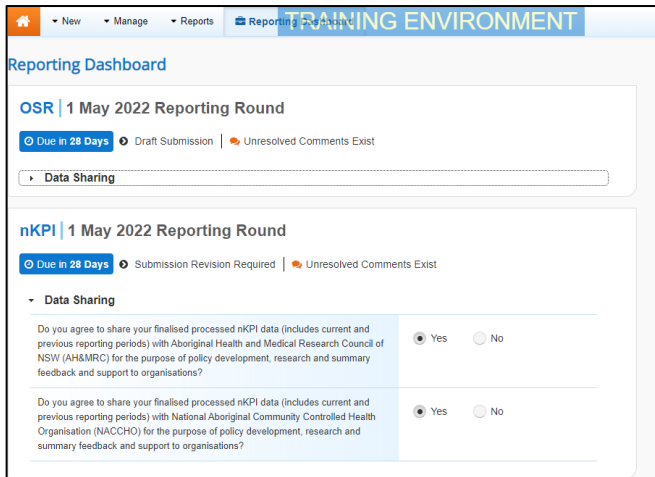 New Manage Reports Reporting Dashboard
TRAINING ENVIRONMENT
Reporting Dashboard
OSR | 1 May 2022 Reporting Round
Due in 28 Days Draft Submission | Unresolved Comments Exist
Data Sharing
nKPI | 1 May 2022 Reporting Round
Due in 28 Days Submission Revision Required | Unresolved Comments Exist
Data Sharing
Do you agree to share your finalised processed nKPI data (includes current and
previous reporting periods) with Aboriginal Health and Medical Research Council of
NSW (AH&MRC) for the purpose of policy development, research and summary
feedback and support to organisations?
Yes No
Do you agree to share your finalised processed nKPI data (includes current and
previous reporting periods) with National Aboriginal Community Controlled Health
Organisation (NACCHO) for the purpose of policy development, research and
summary feedback and support to organisations?
Yes No